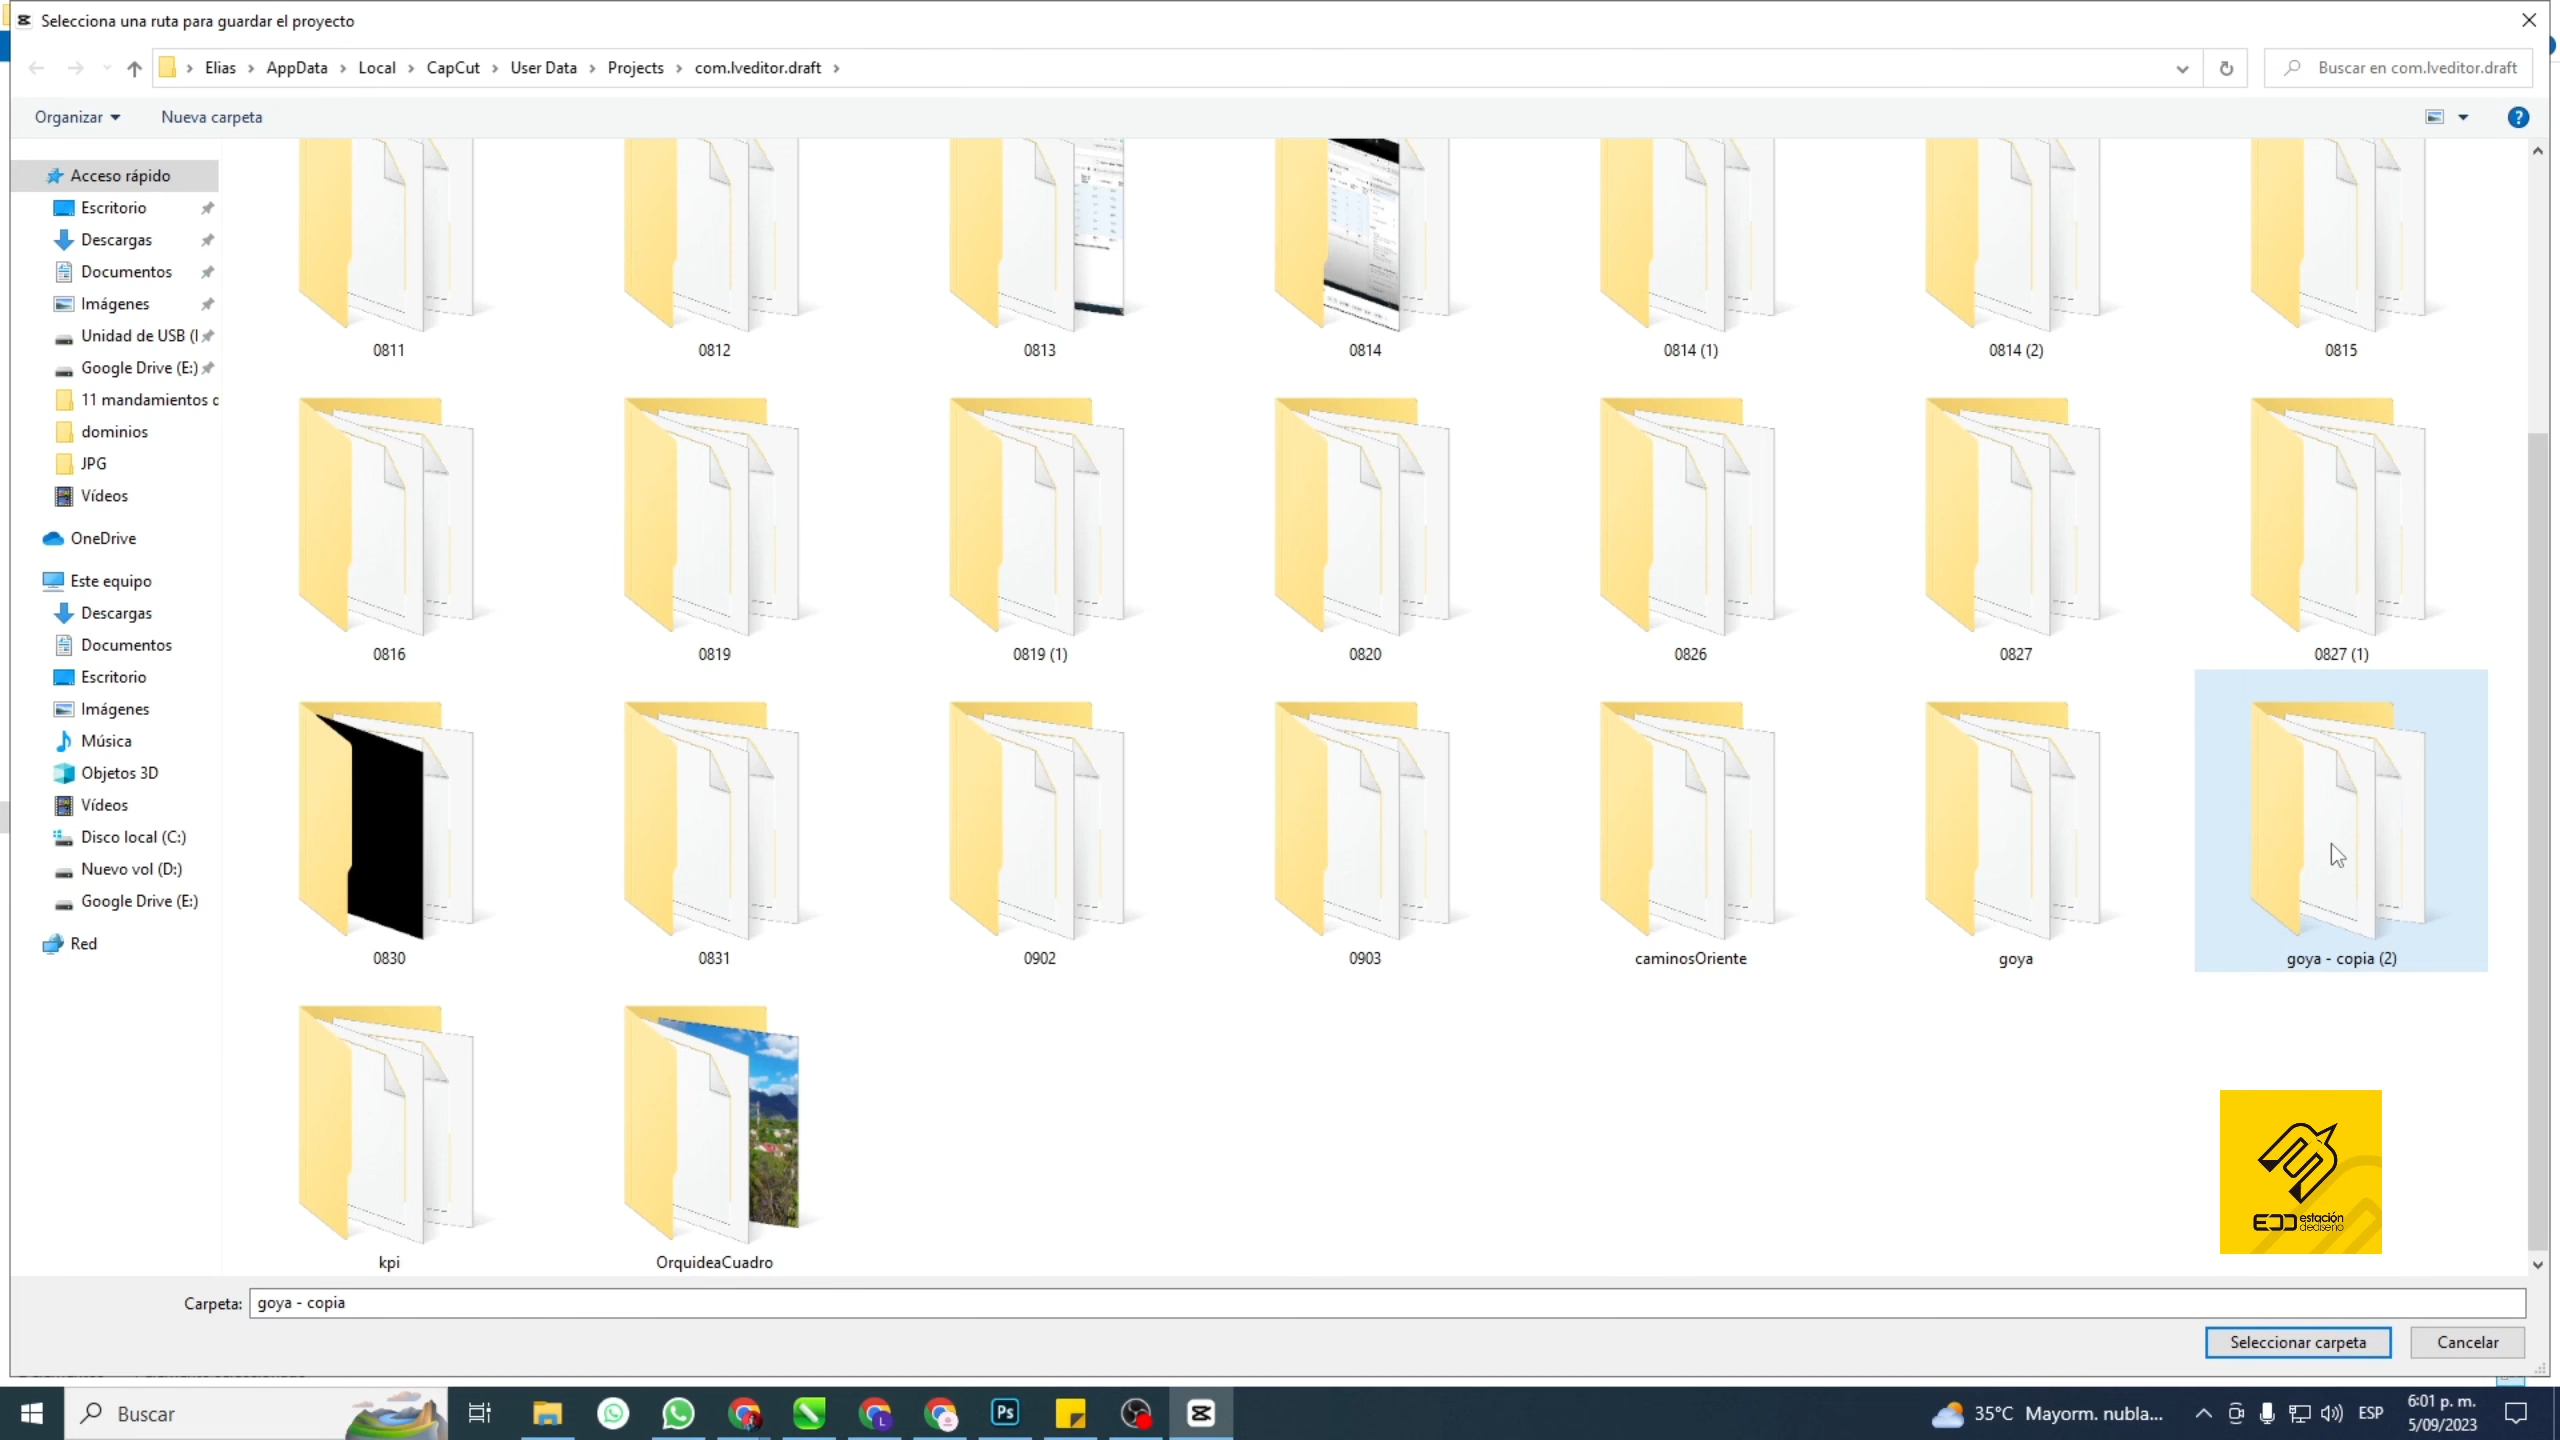 Selecciona una ruta para guardar el proyecto
Elias
AppData
Local
CapCut
User Data
Projects
com.lveditor.draft
Buscar en com.lveditor.draft
Organizar
Nueva carpeta
Acceso rápido
Escritorio
Descargas
Documentos
Imágenes
Unidad de USB (I
Google Drive (E:)
11 mandamientos c
dominios
JPG
Vídeos
OneDrive
Este equipo
Descargas
Documentos
Escritorio
Imágenes
Música
Objetos 3D
Vídeos
Disco local (C:)
Nuevo vol (D:)
Google Drive (E:)
Red
0811
0812
0813
0814
0814 (1)
0814 (2)
0815
0816
0819
0819 (1)
0820
0826
0827
0827 (1)
0830
0831
0902
0903
caminosOriente
goya
goya - copia (2)
kpi
OrquideaCuadro
estación
dediseño
Carpeta: goya - copia
Seleccionar carpeta
Cancelar
Buscar
Ps
L
35°C Mayorm. nubla...
ESP
6:01 p. m.
5/09/2023